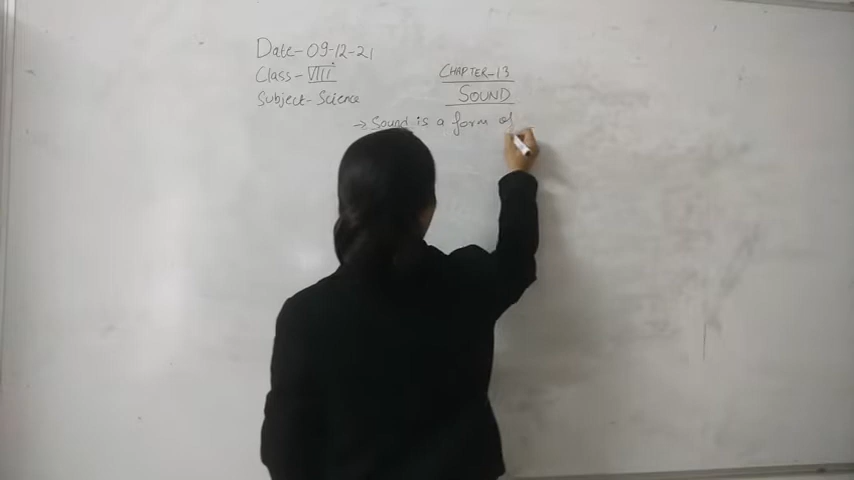 Date-09-12-21
Class-VIII
Subject-Science
CHAPTER-13
SOUND
→ Sound is a form of